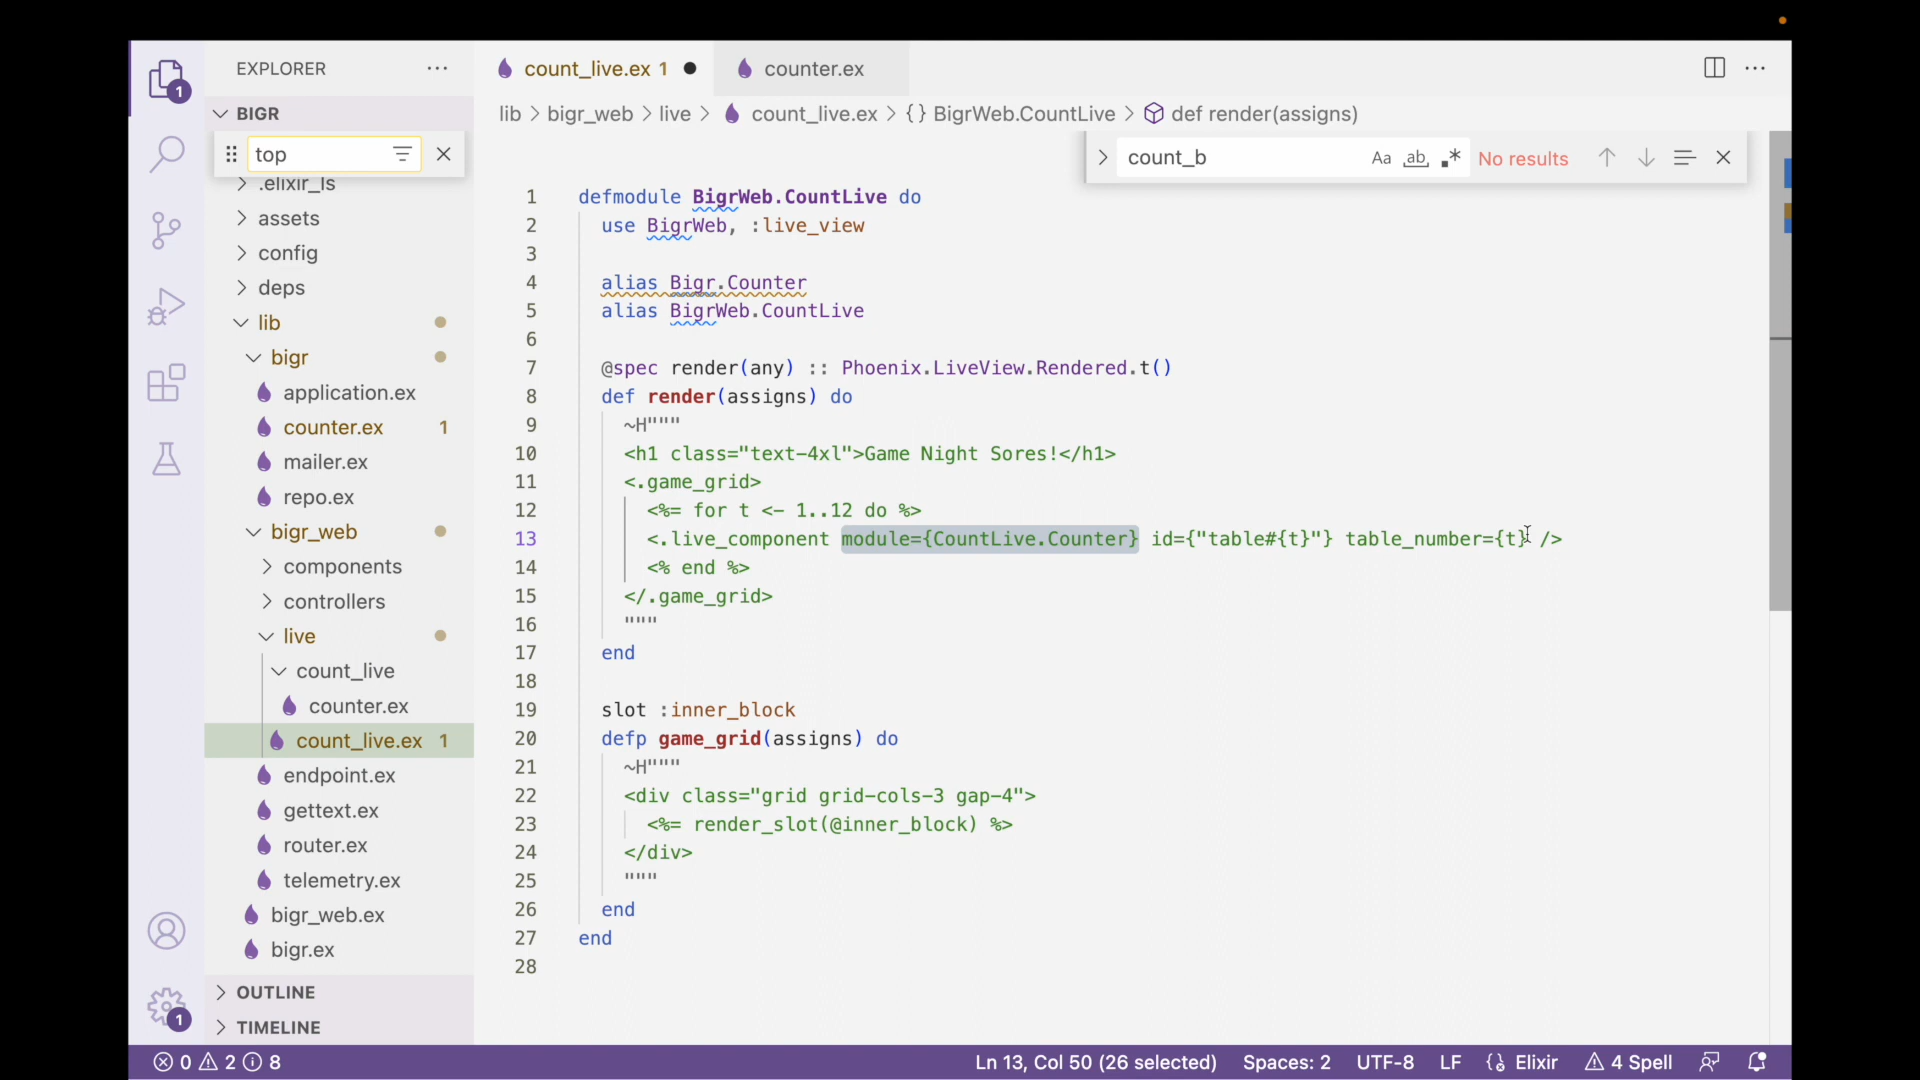 EXPLORER
BIGR
top
.elixir_ls
assets
config
deps
lib
bigr
application.ex
counter.ex 1
mailer.ex
repo.ex
bigr_web
components
controllers
live
count_live
counter.ex
count_live.ex 1
endpoint.ex
gettext.ex
router.ex
telemetry.ex
bigr_web.ex
bigr.ex
OUTLINE
TIMELINE
1
1
count_live.ex 1
counter.ex
lib > bigr_web > live > count_live.ex > {} BigrWeb.CountLive > def render(assigns)
count_b Aa ab .* No results
1 defmodule BigrWeb.CountLive do
2 use BigrWeb, :live_view
3
4 alias Bigr.Counter
5 alias BigrWeb.CountLive
6
7 @spec render(any) :: Phoenix.LiveView.Rendered.t()
8 def render(assigns) do
9 ~H"""
10 <h1 class="text-4xl">Game Night Sores!</h1>
11 <.game_grid>
12 <%= for t <- 1..12 do %>
13 <.live_component module={CountLive.Counter} id={"table#{t}"} table_number={t} />
14 <% end %>
15 </.game_grid>
16 """
17 end
18
19 slot :inner_block
20 defp game_grid(assigns) do
21 ~H"""
22 <div class="grid grid-cols-3 gap-4">
23 <%= render_slot(@inner_block) %>
24 </div>
25 """
26 end
27 end
28
0 2 8
Ln 13, Col 50 (26 selected) Spaces: 2 UTF-8 LF Elixir 4 Spell